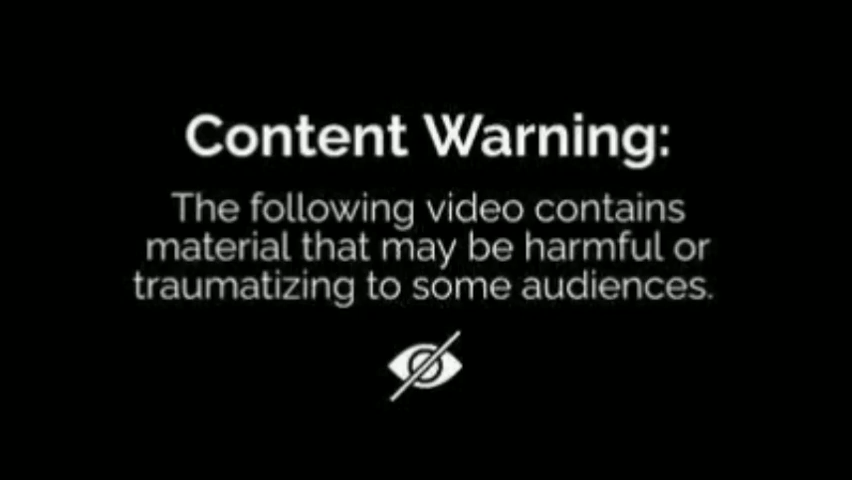 Content Warning:
The following video contains
material that may be harmful or
traumatizing to some audiences.